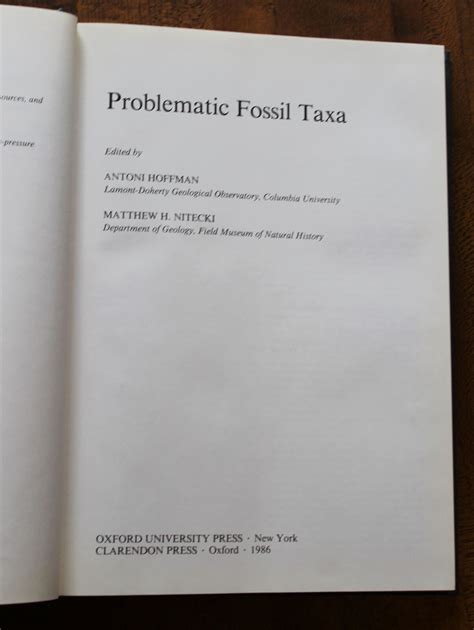 sources, and
-pressure
Problematic Fossil Taxa
Edited by
ANTONI HOFFMAN
Lamont-Doherty Geological Observatory, Columbia University
MATTHEW H. NITECKI
Department of Geology, Field Museum of Natural History
OXFORD UNIVERSITY PRESS · New York
CLARENDON PRESS · Oxford · 1986